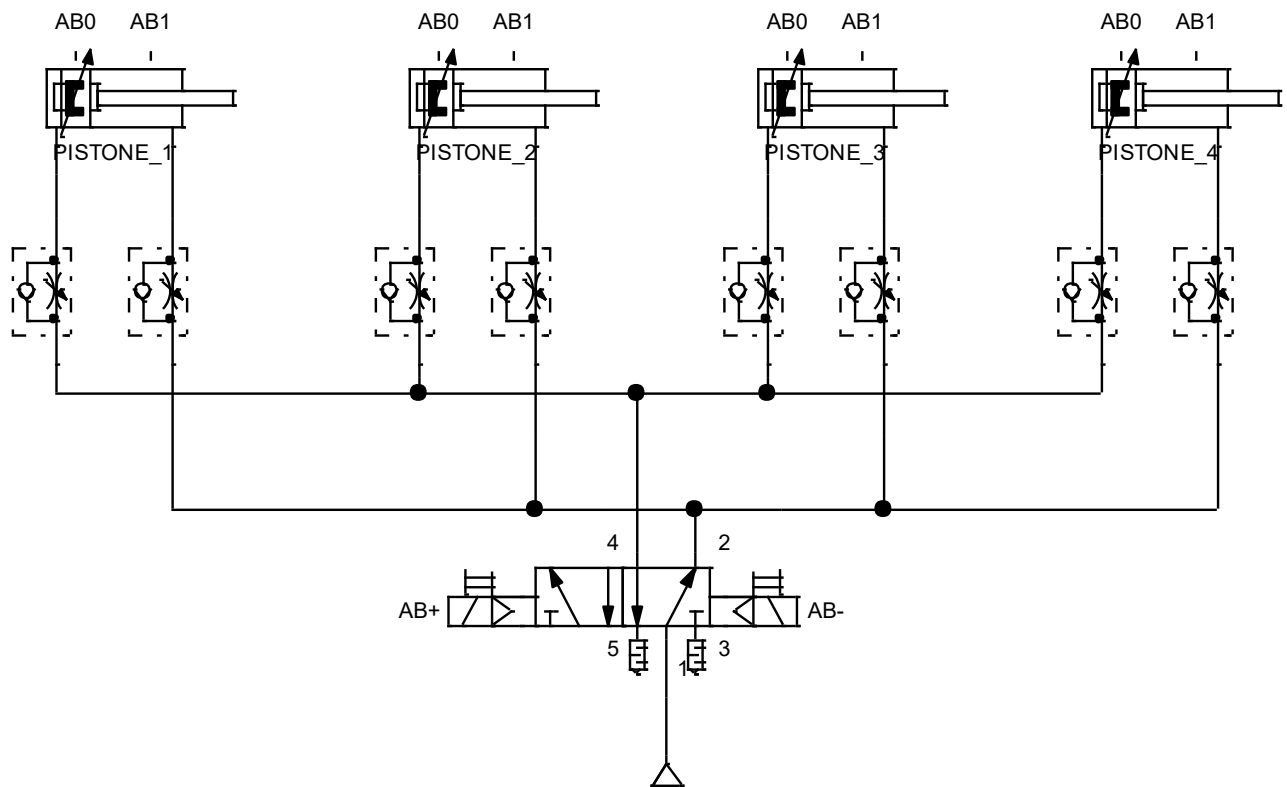 AB0 AB1 AB0 AB1 AB0 AB1 AB0 AB1
PISTONE_1 PISTONE_2 PISTONE_3 PISTONE_4
4 2
AB+ AB-
5 1 3